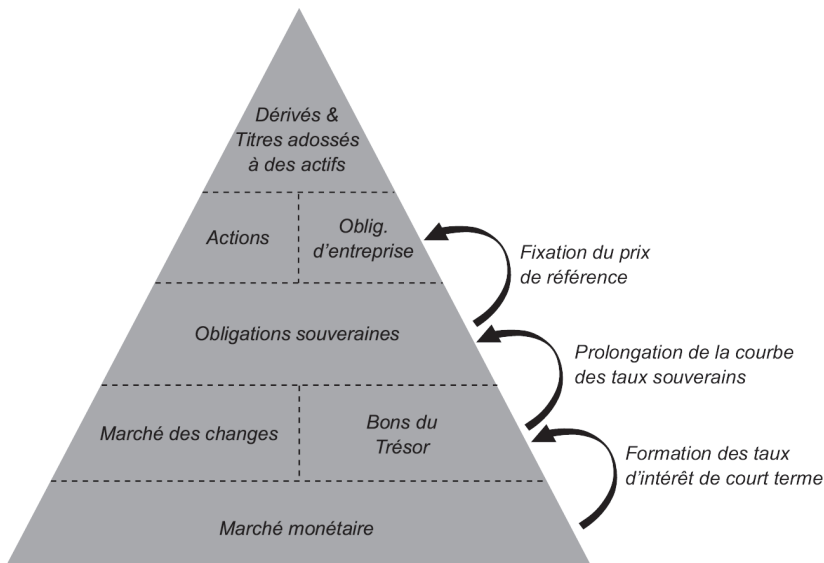 Dérivés &
Titres adossés
à des actifs
Actions
Oblig.
d’entreprise
Fixation du prix
de référence
Obligations souveraines
Prolongation de la courbe
des taux souverains
Marché des changes
Bons du
Trésor
Formation des taux
d’intérêt de court terme
Marché monétaire